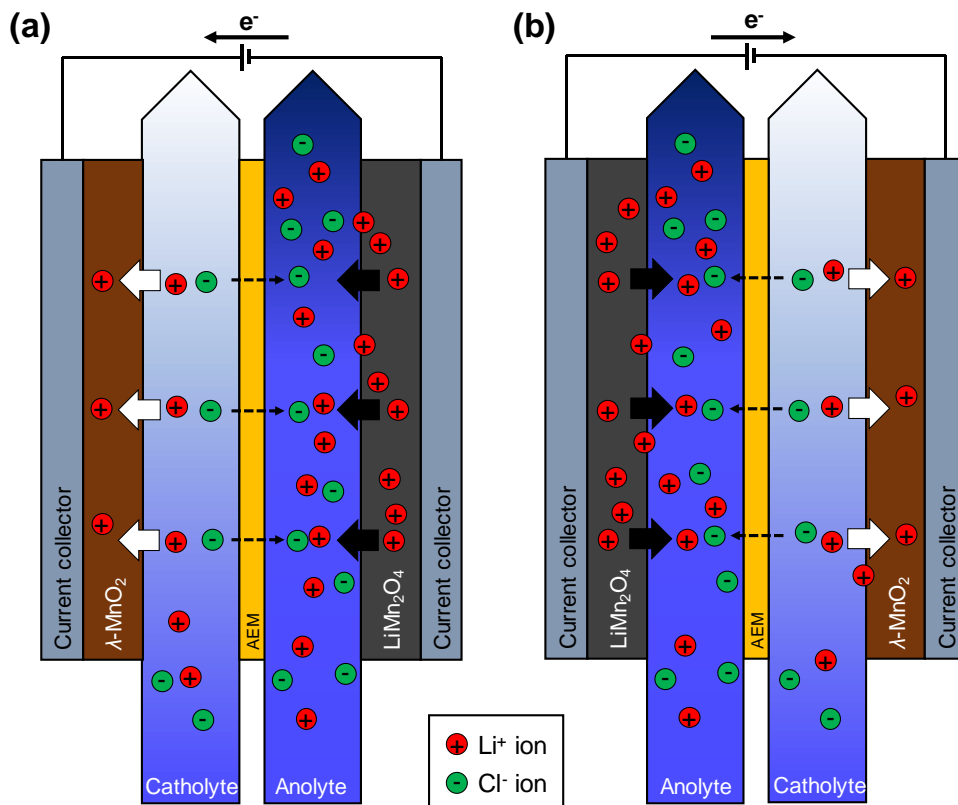 (a)
e⁻
Current collector
λ-MnO₂
Catholyte
AEM
Anolyte
LiMn₂O₄
Current collector
(b)
e⁻
Current collector
LiMn₂O₄
Anolyte
AEM
Catholyte
λ-MnO₂
Current collector
Li⁺ ion
Cl⁻ ion